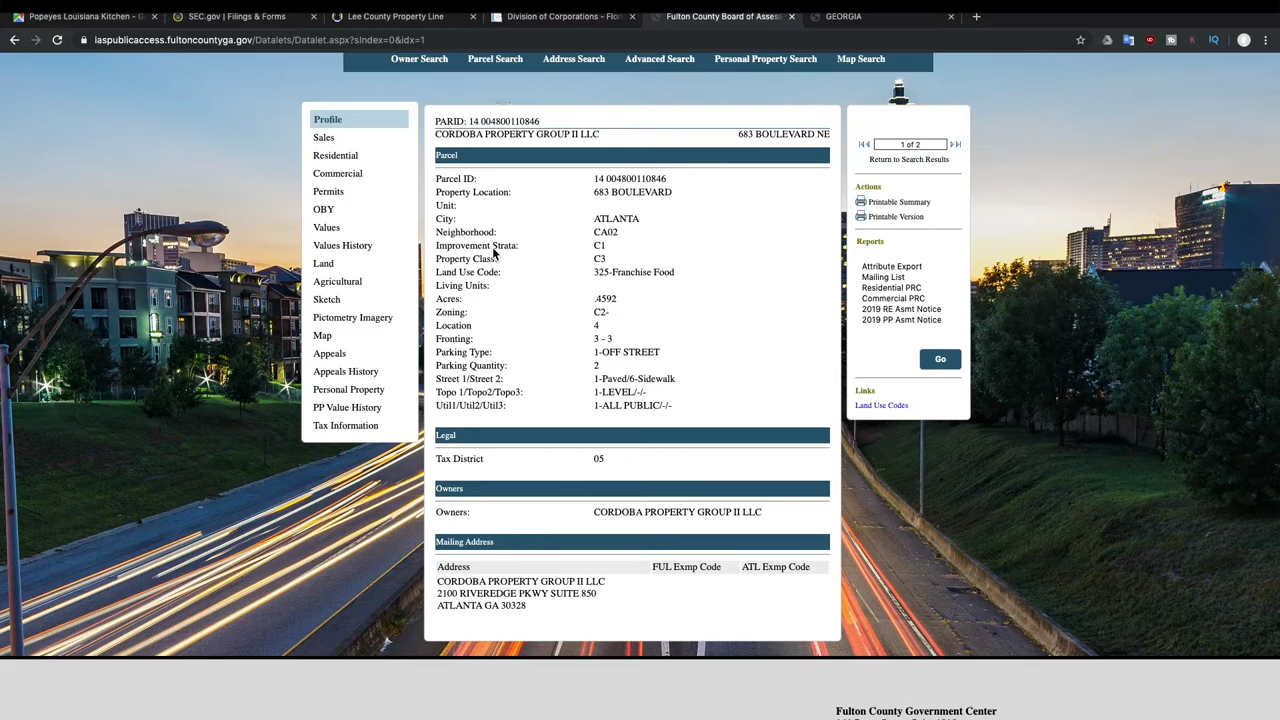 Popeyes Louisiana Kitchen - G
SEC.gov | Filings & Forms
Lee County Property Line
Division of Corporations - Flori
Fulton County Board of Assess
GEORGIA
iaspublicaccess.fultoncountyga.gov/Datalets/Datalet.aspx?sIndex=0&idx=1
Owner Search Parcel Search Address Search Advanced Search Personal Property Search Map Search
Profile
Sales
Residential
Commercial
Permits
OBY
Values
Values History
Land
Agricultural
Sketch
Pictometry Imagery
Map
Appeals
Appeals History
Personal Property
PP Value History
Tax Information
PARID: 14 004800110846
CORDOBA PROPERTY GROUP II LLC 683 BOULEVARD NE
Parcel
Parcel ID: 14 004800110846
Property Location: 683 BOULEVARD
Unit:
City: ATLANTA
Neighborhood: CA02
Improvement Strata: C1
Property Class: C3
Land Use Code: 325-Franchise Food
Living Units:
Acres: .4592
Zoning: C2-
Location 4
Fronting: 3 - 3
Parking Type: 1-OFF STREET
Parking Quantity: 2
Street 1/Street 2: 1-Paved/6-Sidewalk
Topo 1/Topo2/Topo3: 1-LEVEL/-/-
Util1/Util2/Util3: 1-ALL PUBLIC/-/-
Legal
Tax District 05
Owners
Owners: CORDOBA PROPERTY GROUP II LLC
Mailing Address
Address FUL Exmp Code ATL Exmp Code
CORDOBA PROPERTY GROUP II LLC
2100 RIVEREDGE PKWY SUITE 850
ATLANTA GA 30328
1 of 2
Return to Search Results
Actions
Printable Summary
Printable Version
Reports
Attribute Export
Mailing List
Residential PRC
Commercial PRC
2019 RE Asmt Notice
2019 PP Asmt Notice
Go
Links
Land Use Codes
Fulton County Government Center